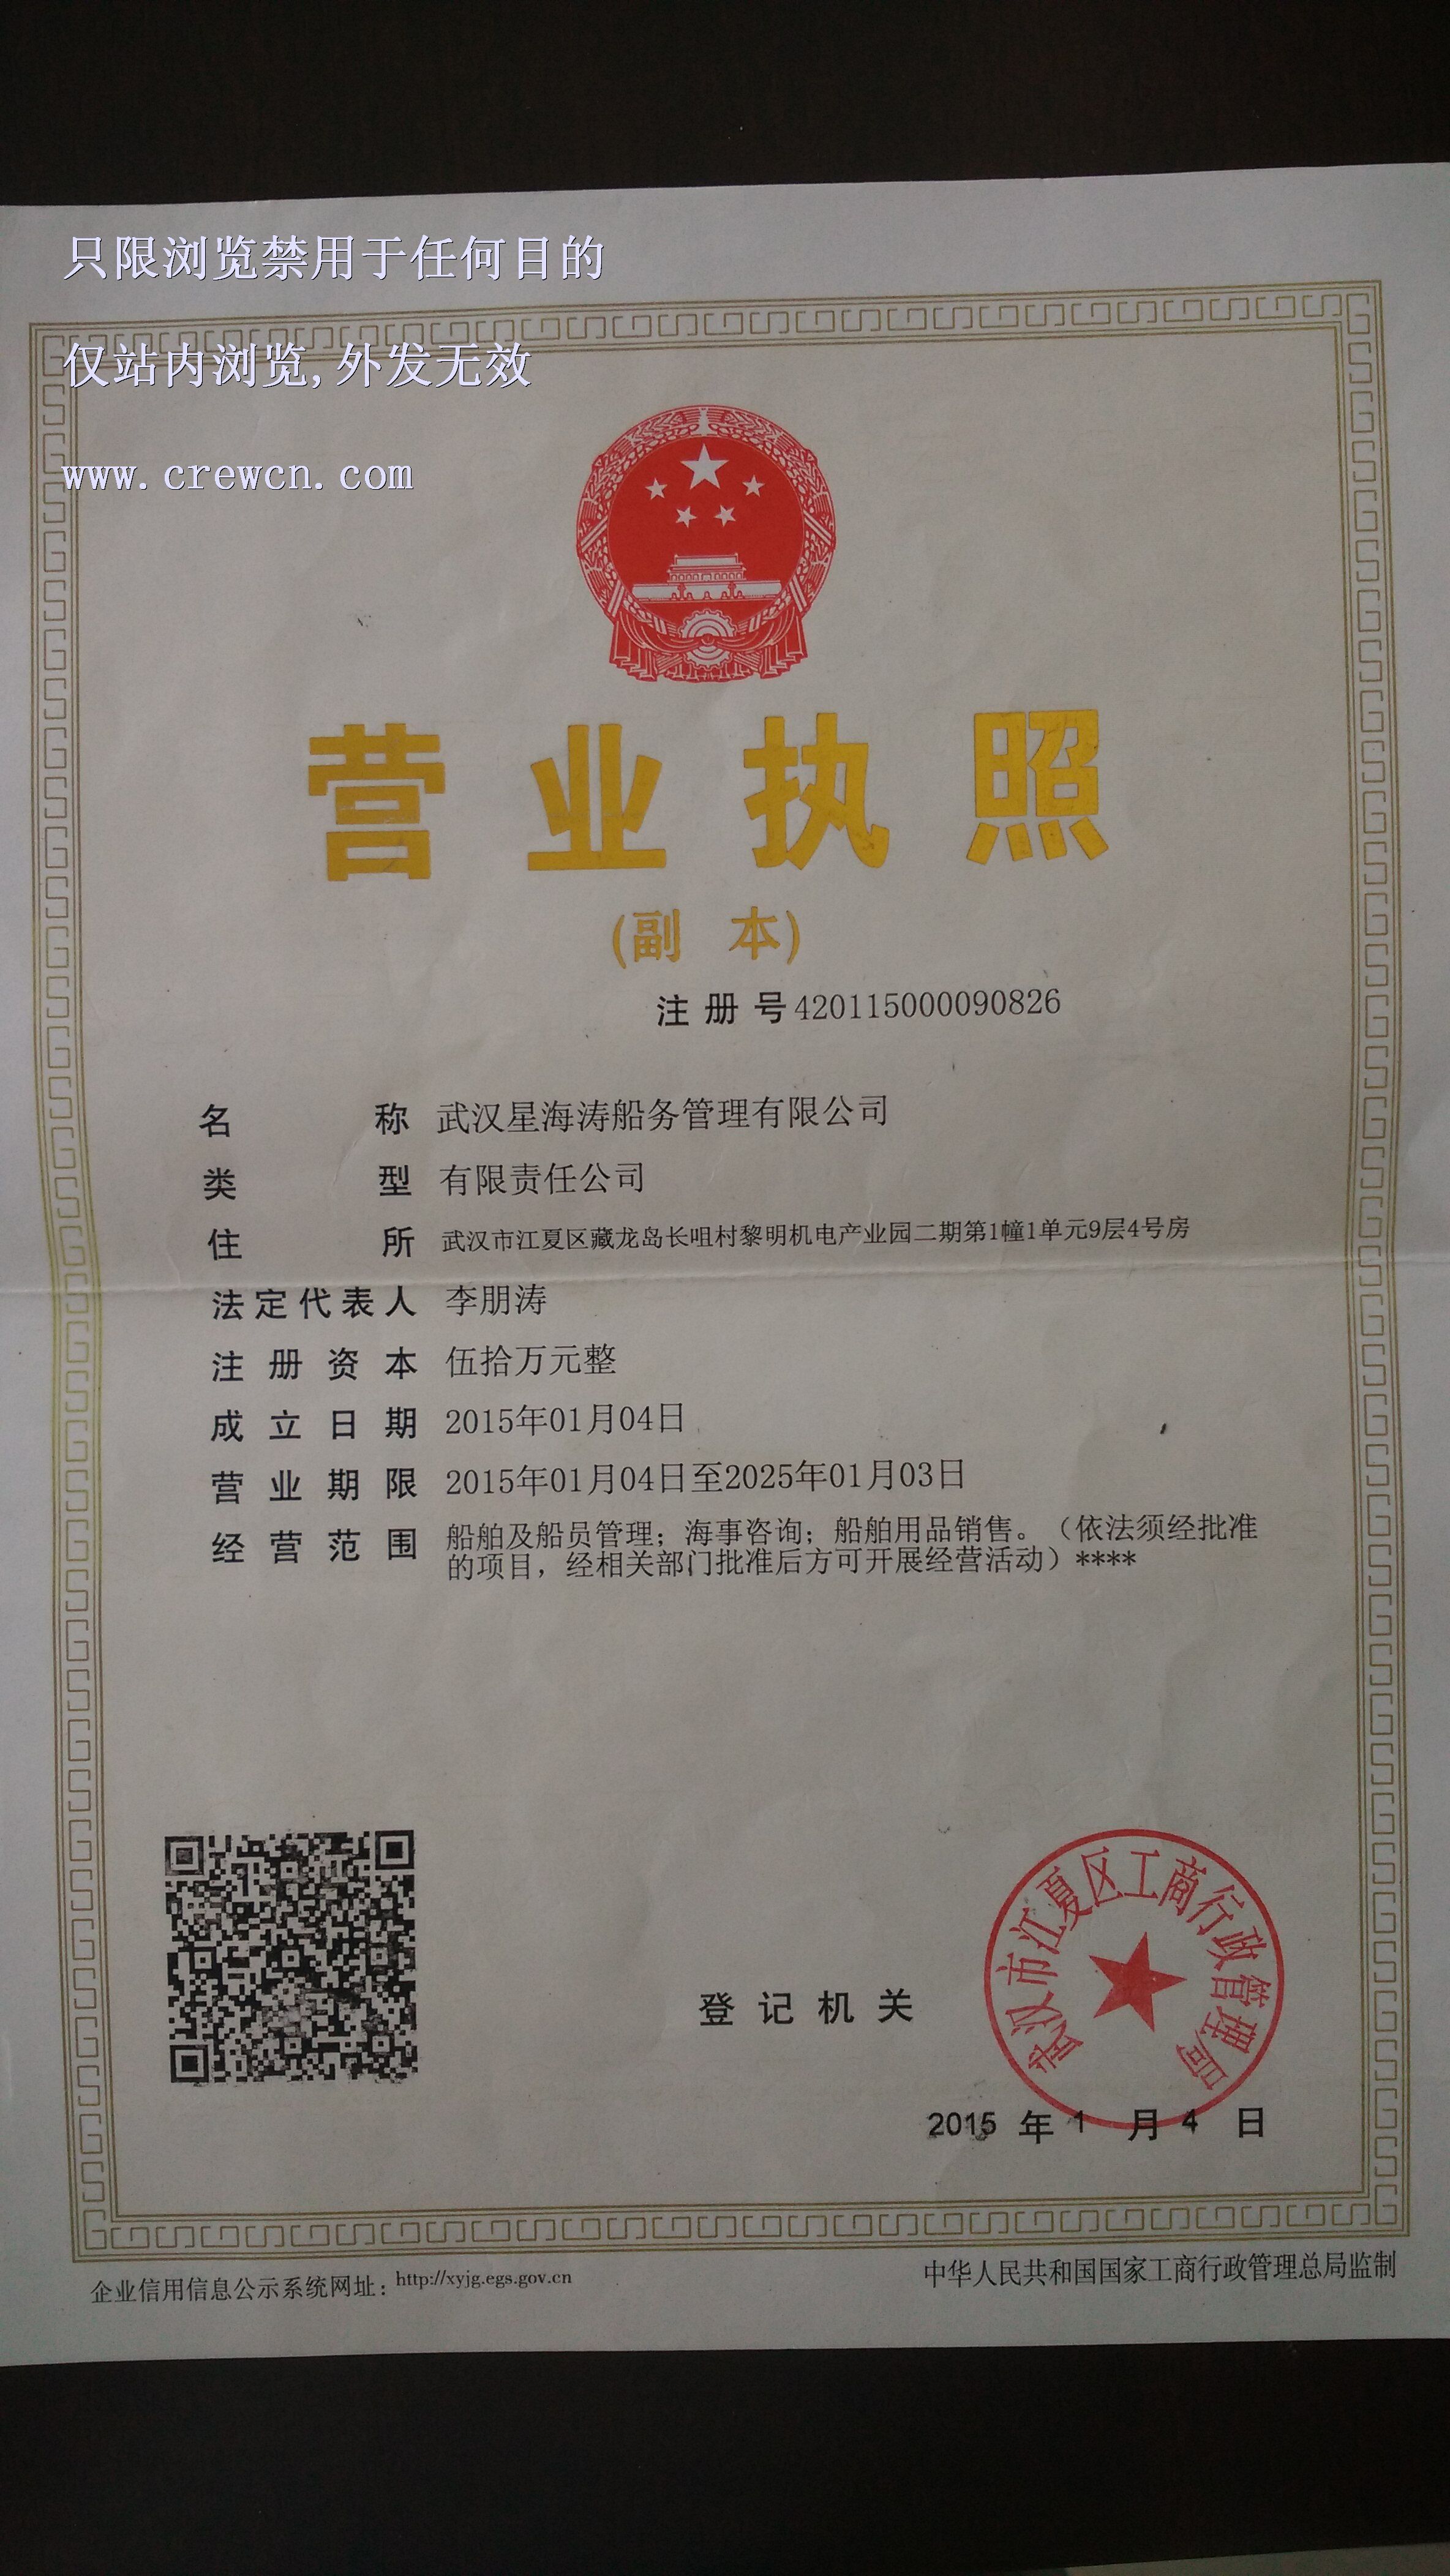 只限浏览禁用于任何目的
仅站内浏览,外发无效
www.crewcn.com
营业执照
(副本)
注册号420115000090826
名称 武汉星海涛船务管理有限公司
类型 有限责任公司
住所 武汉市江夏区藏龙岛长咀村黎明机电产业园二期第1幢1单元9层4号房
法定代表人 李朋涛
注册资本 伍拾万元整
成立日期 2015年01月04日
营业期限 2015年01月04日至2025年01月03日
经营范围 船舶及船员管理；海事咨询；船舶用品销售。（依法须经批准
的项目，经相关部门批准后方可开展经营活动）****
武汉市江夏区工商行政管理局
登记机关
2015年1月4日
企业信用信息公示系统网址：http://xyjg.egs.gov.cn
中华人民共和国国家工商行政管理总局监制